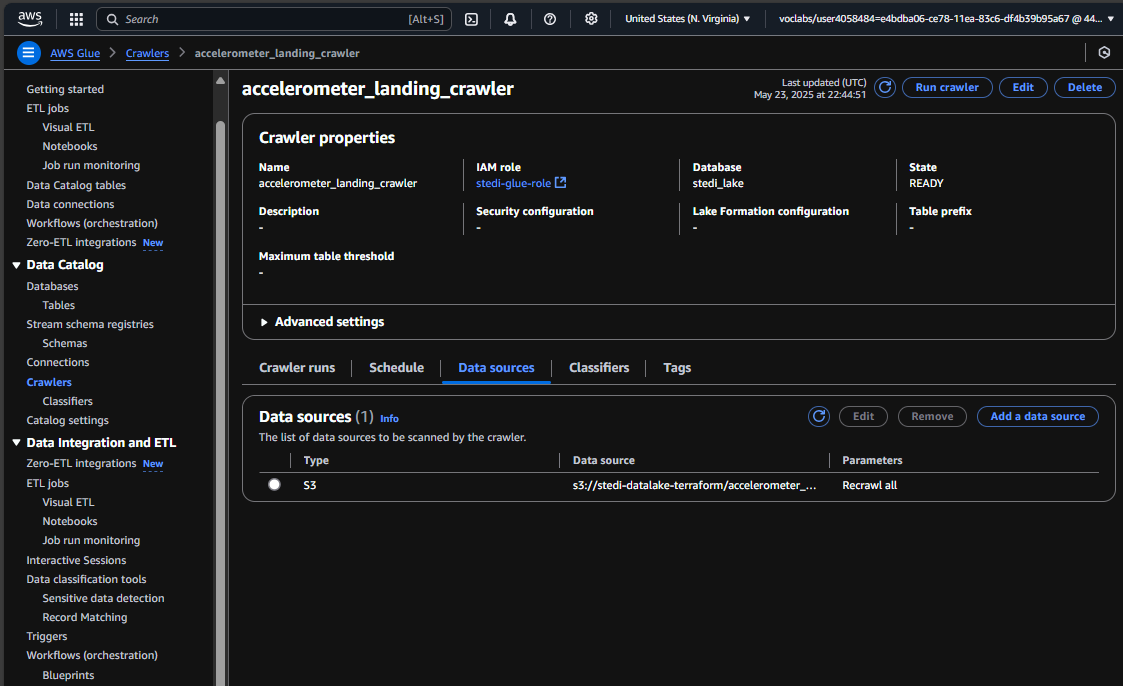 aws
Search [Alt+S]
United States (N. Virginia)
voclabs/user4058484=e4bdba06-ce78-11ea-83c6-df4b39b95a67 @ 44...
AWS Glue > Crawlers > accelerometer_landing_crawler
Getting started
ETL jobs
Visual ETL
Notebooks
Job run monitoring
Data Catalog tables
Data connections
Workflows (orchestration)
Zero-ETL integrations New
Data Catalog
Databases
Tables
Stream schema registries
Schemas
Connections
Crawlers
Classifiers
Catalog settings
Data Integration and ETL
Zero-ETL integrations New
ETL jobs
Visual ETL
Notebooks
Job run monitoring
Interactive Sessions
Data classification tools
Sensitive data detection
Record Matching
Triggers
Workflows (orchestration)
Blueprints
accelerometer_landing_crawler
Last updated (UTC)
May 23, 2025 at 22:44:51
Run crawler
Edit
Delete
Crawler properties
Name
accelerometer_landing_crawler
IAM role
stedi-glue-role
Database
stedi_lake
State
READY
Description
-
Security configuration
-
Lake Formation configuration
-
Table prefix
-
Maximum table threshold
-
Advanced settings
Crawler runs
Schedule
Data sources
Classifiers
Tags
Data sources (1) Info
The list of data sources to be scanned by the crawler.
Edit
Remove
Add a data source
Type Data source Parameters
S3 s3://stedi-datalake-terraform/accelerometer_... Recrawl all